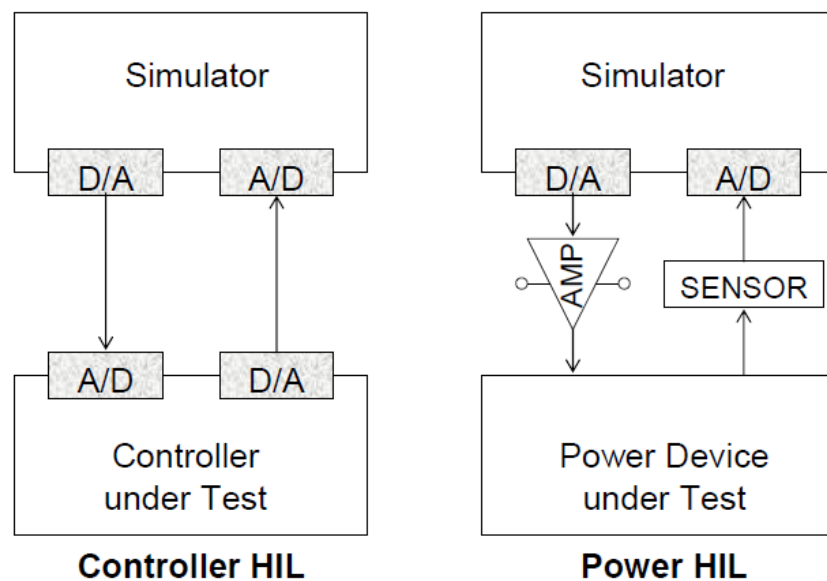 Simulator
D/A
A/D
A/D
D/A
Controller
under Test
Controller HIL
Simulator
D/A
A/D
AMP
SENSOR
Power Device
under Test
Power HIL